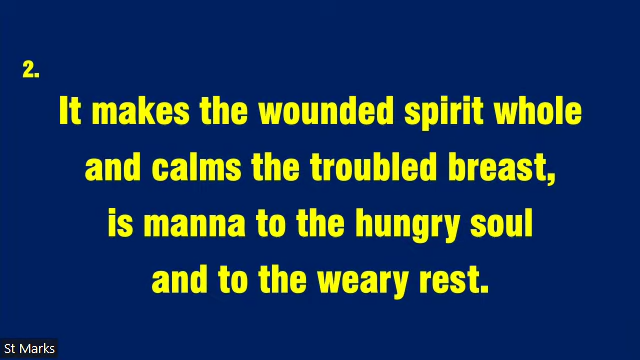 2.
It makes the wounded spirit whole
and calms the troubled breast,
is manna to the hungry soul
and to the weary rest.
St Marks